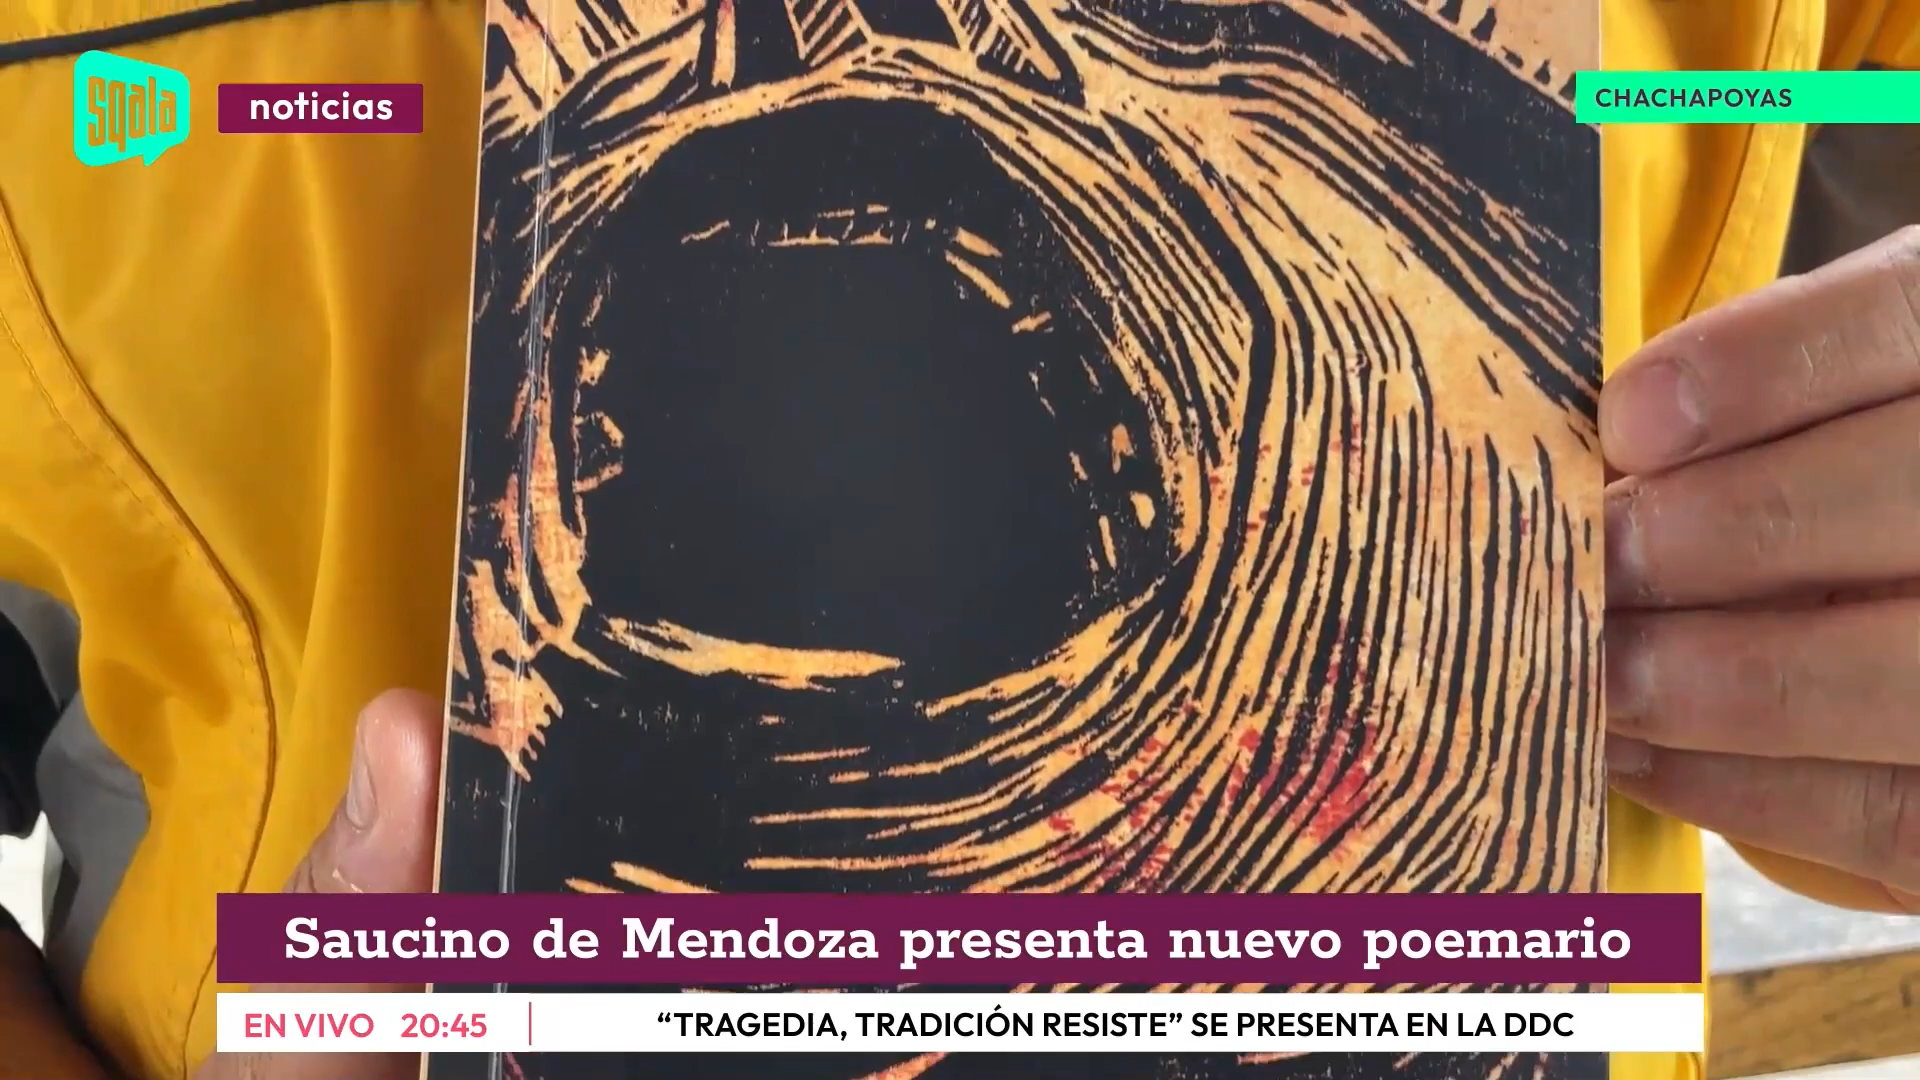 Sqala
noticias
CHACHAPOYAS
Saucino de Mendoza presenta nuevo poemario
EN VIVO 20:45
“TRAGEDIA, TRADICIÓN RESISTE” SE PRESENTA EN LA DDC